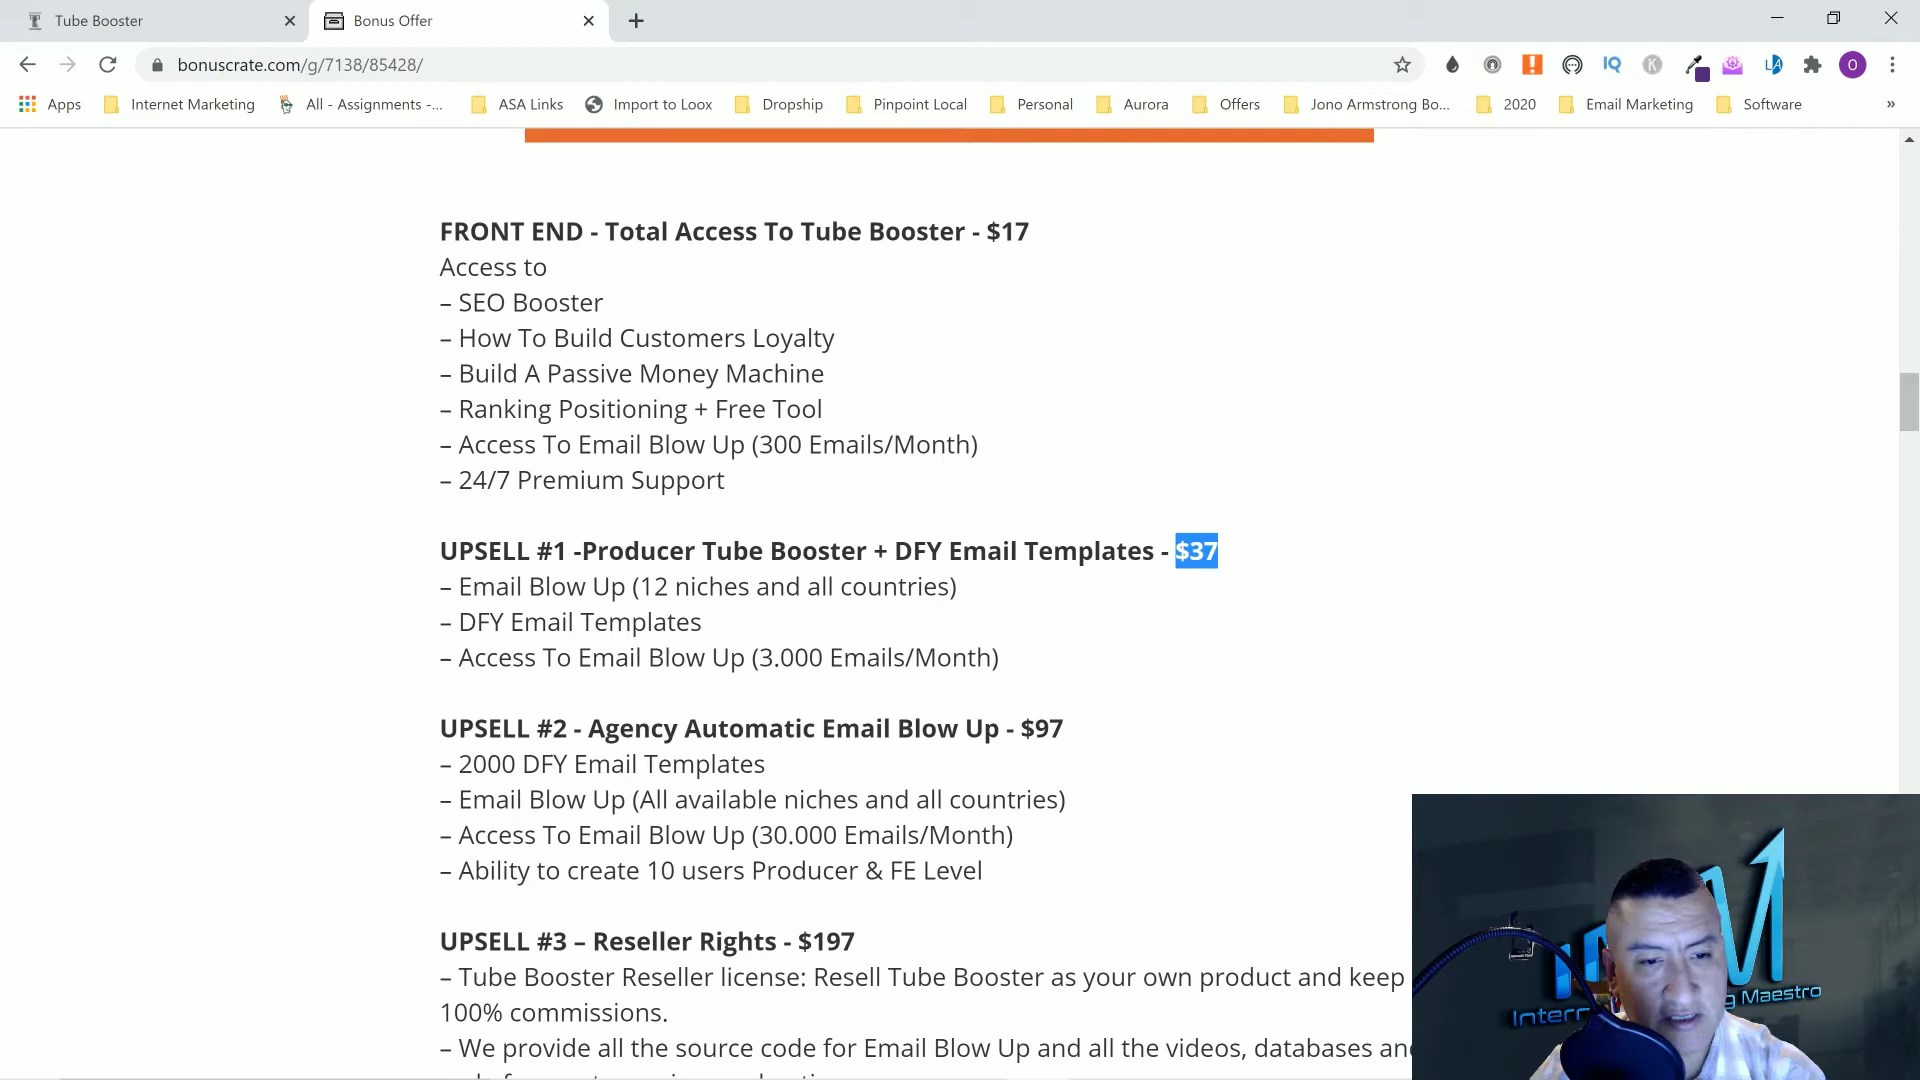 Tube Booster
Bonus Offer
bonuscrate.com/g/7138/85428/
IQ
K
LA
O
Apps
Internet Marketing
All - Assignments -...
ASA Links
Import to Loox
Dropship
Pinpoint Local
Personal
Aurora
Offers
Jono Armstrong Bo...
2020
Email Marketing
Software
»
FRONT END - Total Access To Tube Booster - $17
Access to
– SEO Booster
– How To Build Customers Loyalty
– Build A Passive Money Machine
– Ranking Positioning + Free Tool
– Access To Email Blow Up (300 Emails/Month)
– 24/7 Premium Support
UPSELL #1 -Producer Tube Booster + DFY Email Templates - $37
– Email Blow Up (12 niches and all countries)
– DFY Email Templates
– Access To Email Blow Up (3.000 Emails/Month)
UPSELL #2 - Agency Automatic Email Blow Up - $97
– 2000 DFY Email Templates
– Email Blow Up (All available niches and all countries)
– Access To Email Blow Up (30.000 Emails/Month)
– Ability to create 10 users Producer & FE Level
UPSELL #3 – Reseller Rights - $197
– Tube Booster Reseller license: Resell Tube Booster as your own product and keep
100% commissions.
– We provide all the source code for Email Blow Up and all the videos, databases and
g Maestro
Intern